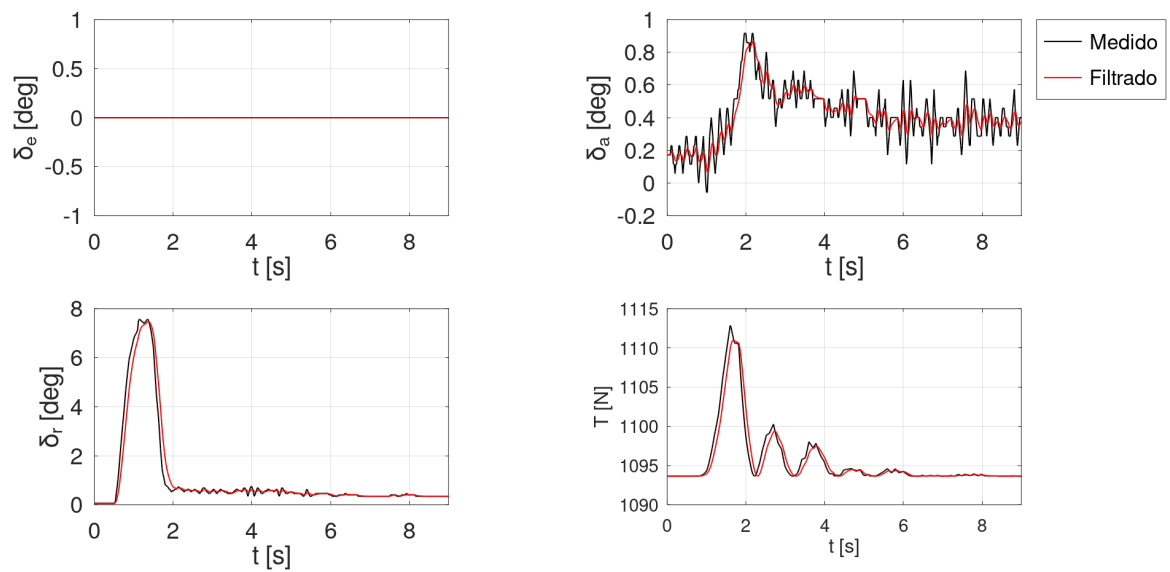 1
0.5
0
-0.5
-1
δe [deg]
0 2 4 6 8
t [s]
1
0.8
0.6
0.4
0.2
0
-0.2
δa [deg]
0 2 4 6 8
t [s]
Medido
Filtrado
8
6
4
2
0
δr [deg]
0 2 4 6 8
t [s]
1115
1110
1105
1100
1095
1090
T [N]
0 2 4 6 8
t [s]